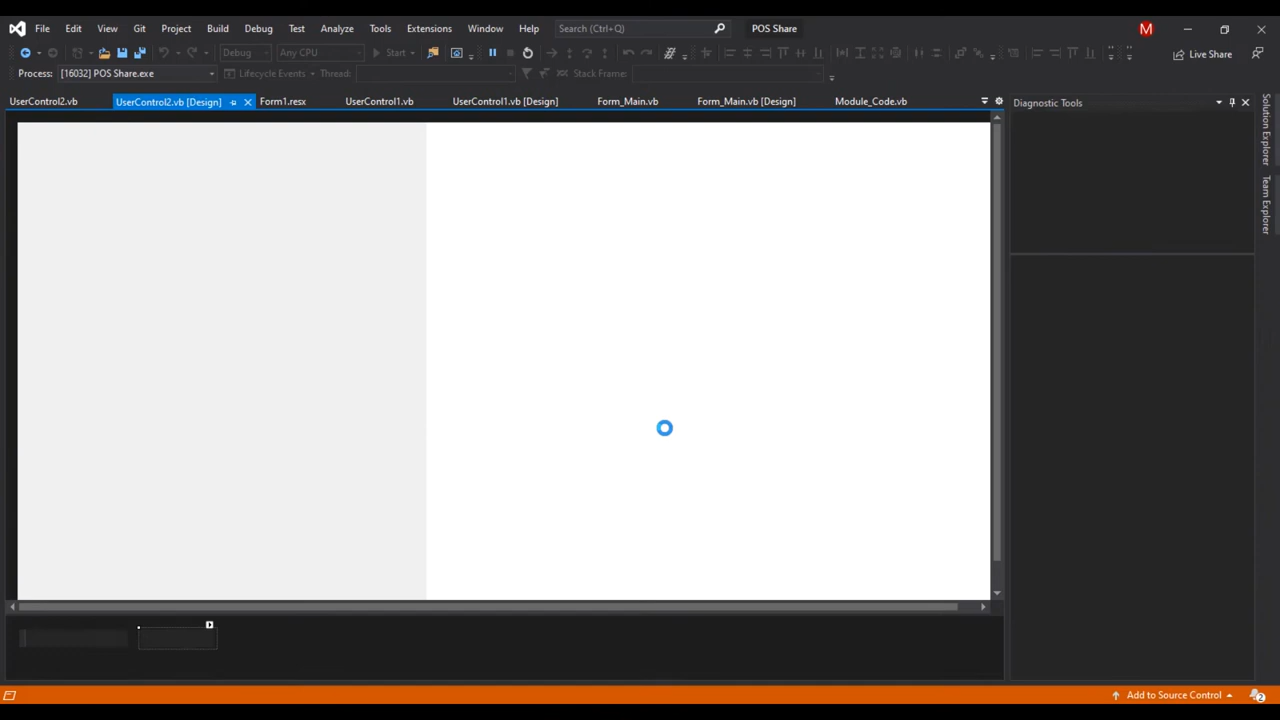 File Edit View Git Project Build Debug Test Analyze Tools Extensions Window Help Search (Ctrl+Q) POS Share M
Debug Any CPU Start Live Share
Process: [16032] POS Share.exe Lifecycle Events Thread: Stack Frame:
UserControl2.vb UserControl2.vb [Design] Form1.resx UserControl1.vb UserControl1.vb [Design] Form_Main.vb Form_Main.vb [Design] Module_Code.vb Diagnostic Tools
Solution Explorer
Team Explorer
Add to Source Control 2